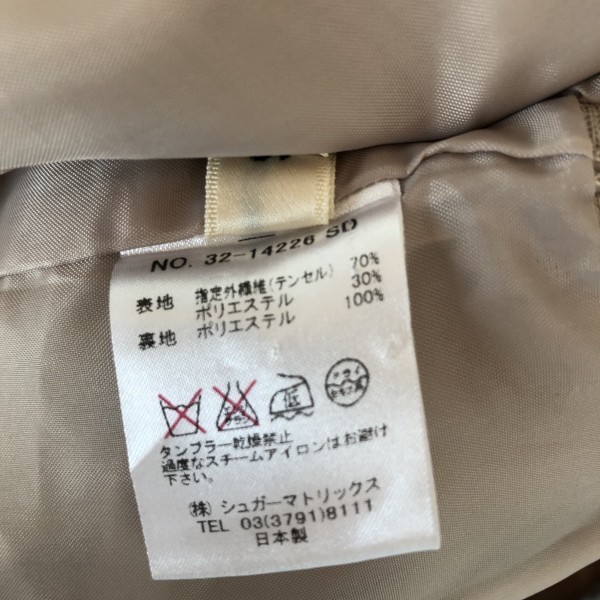 NO. 32-14226 SD
表地 指定外繊維(テンセル) 70%
ポリエステル 30%
裏地 ポリエステル 100%
低
ドライ
タンブラー乾燥禁止
過度なスチームアイロンはお避け
下さい。
(株) シュガーマトリックス
TEL 03(3791)8111
日本製